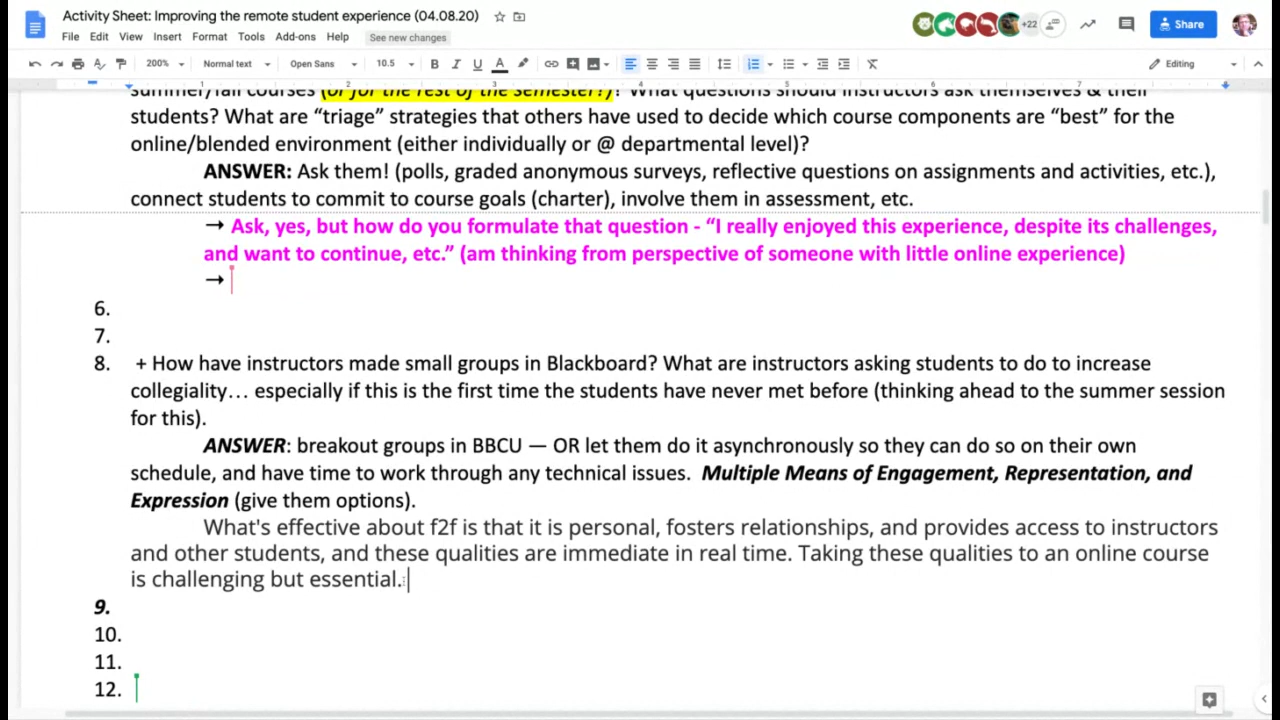 Activity Sheet: Improving the remote student experience (04.08.20)
File Edit View Insert Format Tools Add-ons Help See new changes
+22
Share
200% Normal text Open Sans 10.5 B I U A Editing
1 2 3 4 5 6 7
summer/fall courses (or for the rest of the semester?)? What questions should instructors ask themselves & their
students? What are “triage” strategies that others have used to decide which course components are “best” for the
online/blended environment (either individually or @ departmental level)?
ANSWER: Ask them! (polls, graded anonymous surveys, reflective questions on assignments and activities, etc.),
connect students to commit to course goals (charter), involve them in assessment, etc.
→ Ask, yes, but how do you formulate that question - “I really enjoyed this experience, despite its challenges,
and want to continue, etc.” (am thinking from perspective of someone with little online experience)
→
6.
7.
8. + How have instructors made small groups in Blackboard? What are instructors asking students to do to increase
collegiality… especially if this is the first time the students have never met before (thinking ahead to the summer session
for this).
ANSWER: breakout groups in BBCU — OR let them do it asynchronously so they can do so on their own
schedule, and have time to work through any technical issues. Multiple Means of Engagement, Representation, and
Expression (give them options).
What's effective about f2f is that it is personal, fosters relationships, and provides access to instructors
and other students, and these qualities are immediate in real time. Taking these qualities to an online course
is challenging but essential.
9.
10.
11.
12.